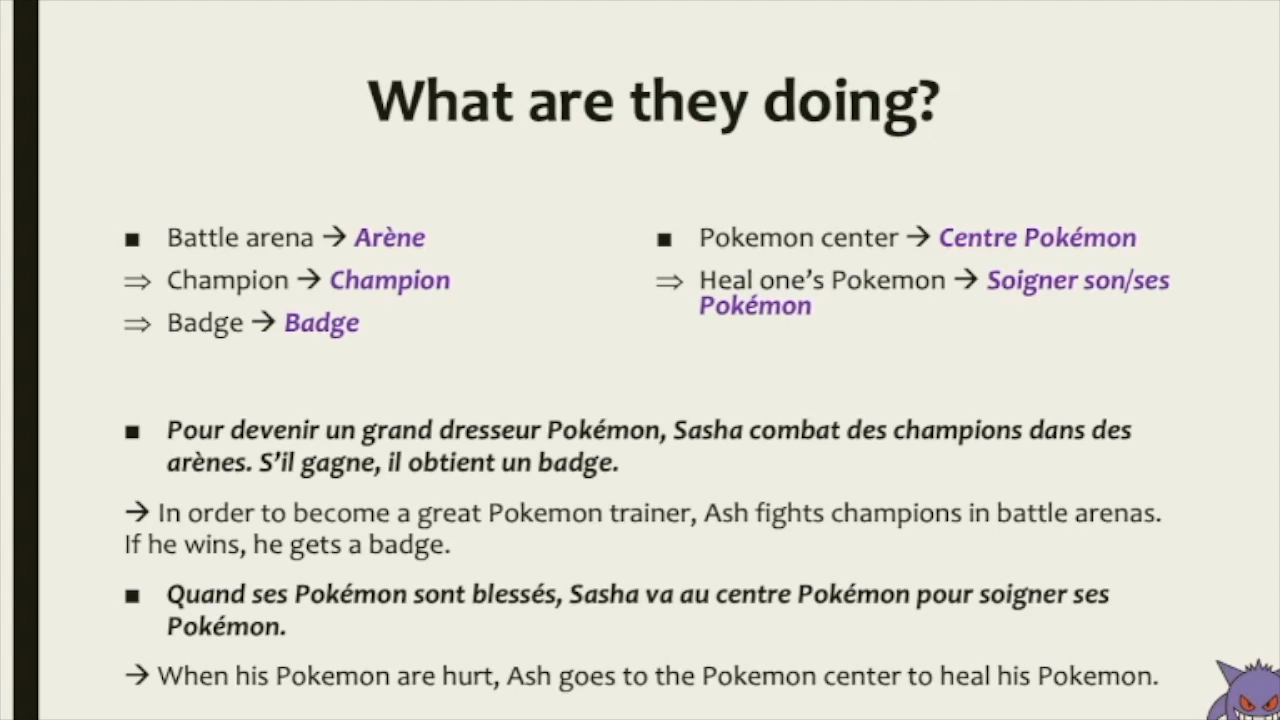 What are they doing?
■ Battle arena → Arène
⇒ Champion → Champion
⇒ Badge → Badge
■ Pokemon center → Centre Pokémon
⇒ Heal one’s Pokemon → Soigner son/ses
Pokémon
■ Pour devenir un grand dresseur Pokémon, Sasha combat des champions dans des
arènes. S’il gagne, il obtient un badge.
→ In order to become a great Pokemon trainer, Ash fights champions in battle arenas.
If he wins, he gets a badge.
■ Quand ses Pokémon sont blessés, Sasha va au centre Pokémon pour soigner ses
Pokémon.
→ When his Pokemon are hurt, Ash goes to the Pokemon center to heal his Pokemon.